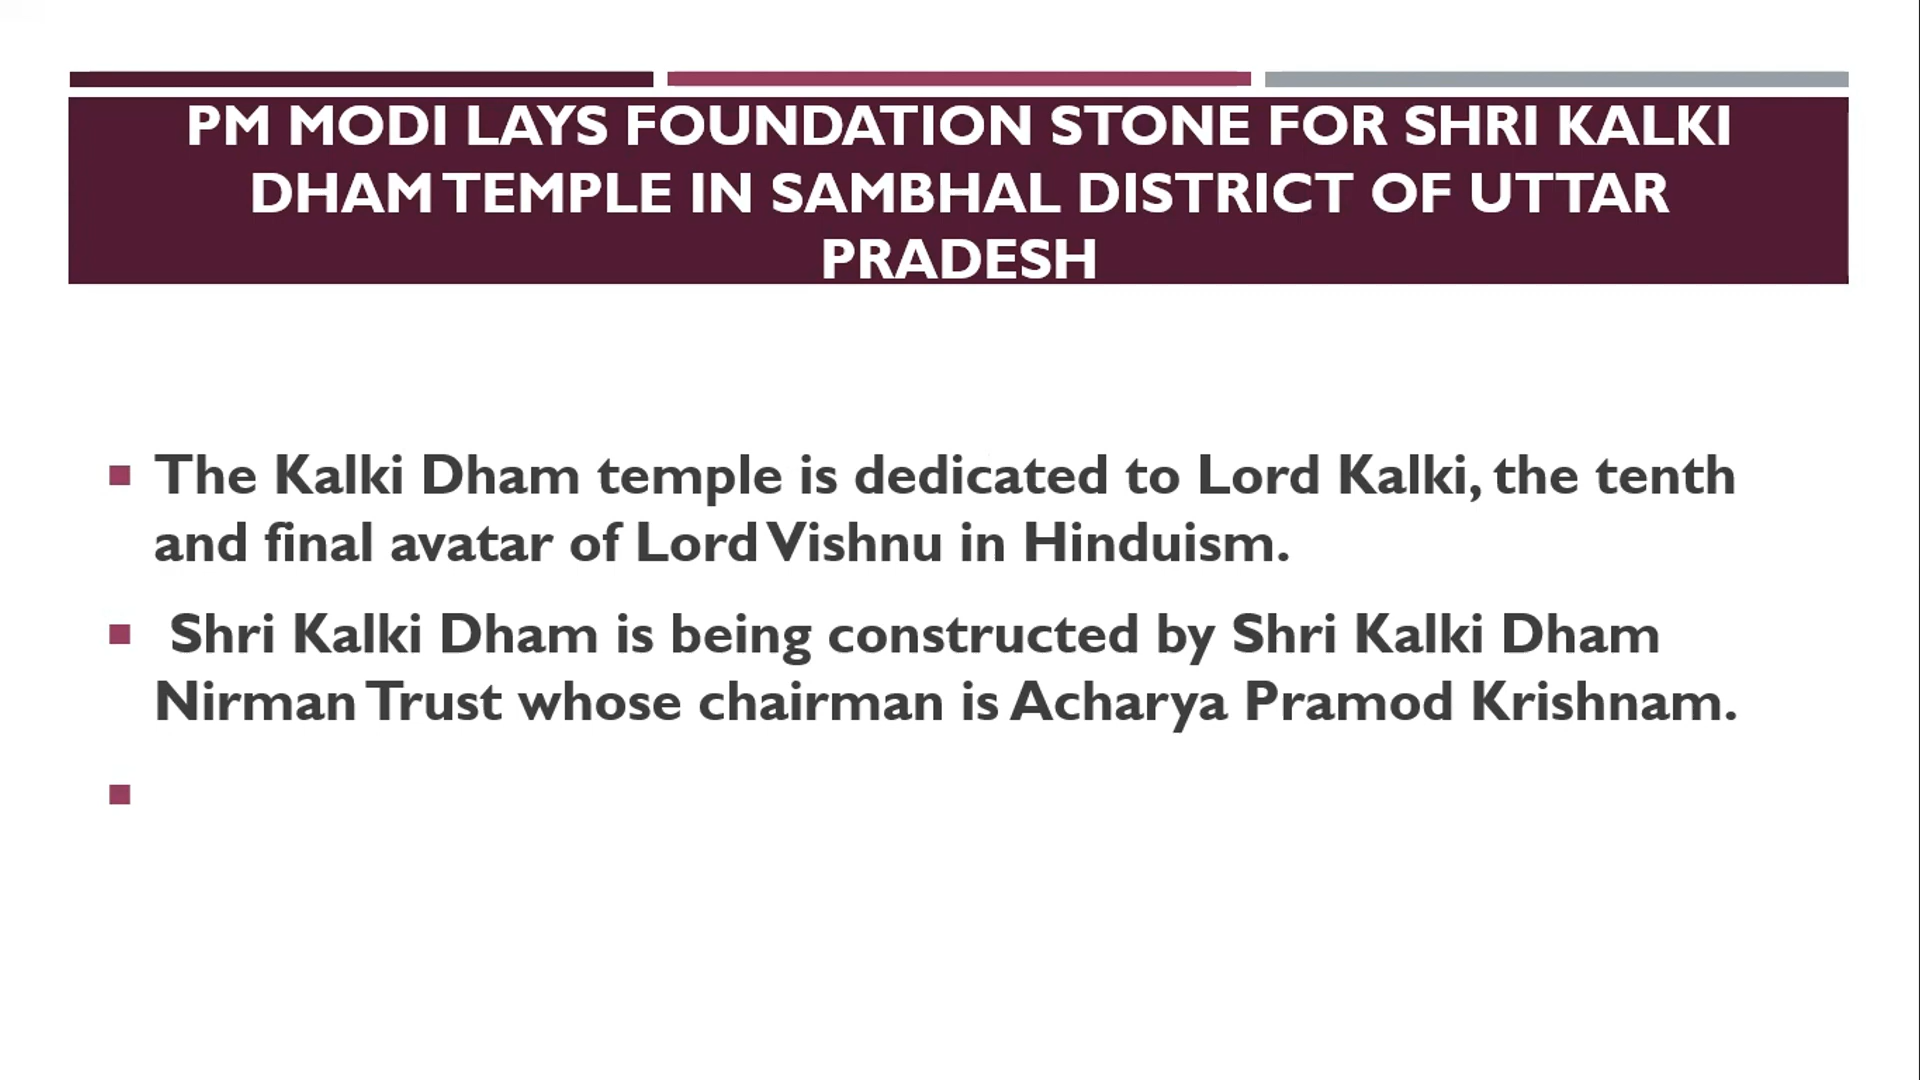 PM MODI LAYS FOUNDATION STONE FOR SHRI KALKI
DHAM TEMPLE IN SAMBHAL DISTRICT OF UTTAR
PRADESH
The Kalki Dham temple is dedicated to Lord Kalki, the tenth
and final avatar of Lord Vishnu in Hinduism.
Shri Kalki Dham is being constructed by Shri Kalki Dham
Nirman Trust whose chairman is Acharya Pramod Krishnam.